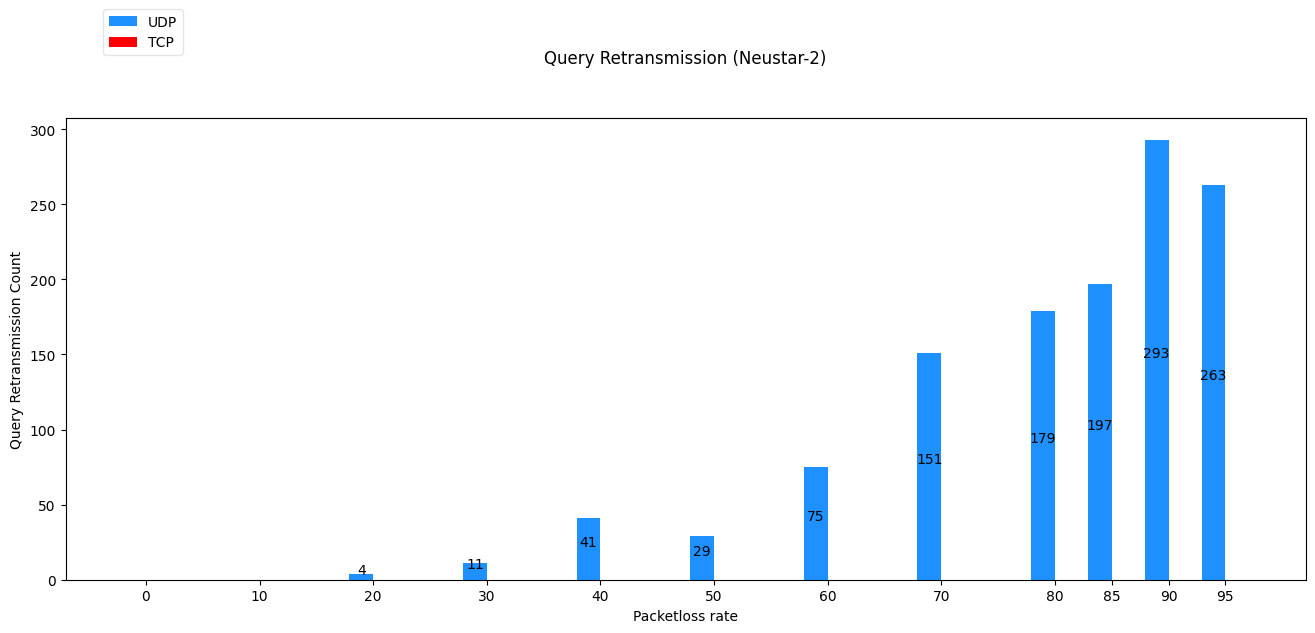 UDP
TCP
Query Retransmission (Neustar-2)
Query Retransmission Count
300
250
200
150
100
50
0
4
11
41
29
75
151
179
197
293
263
0 10 20 30 40 50 60 70 80 85 90 95
Packetloss rate